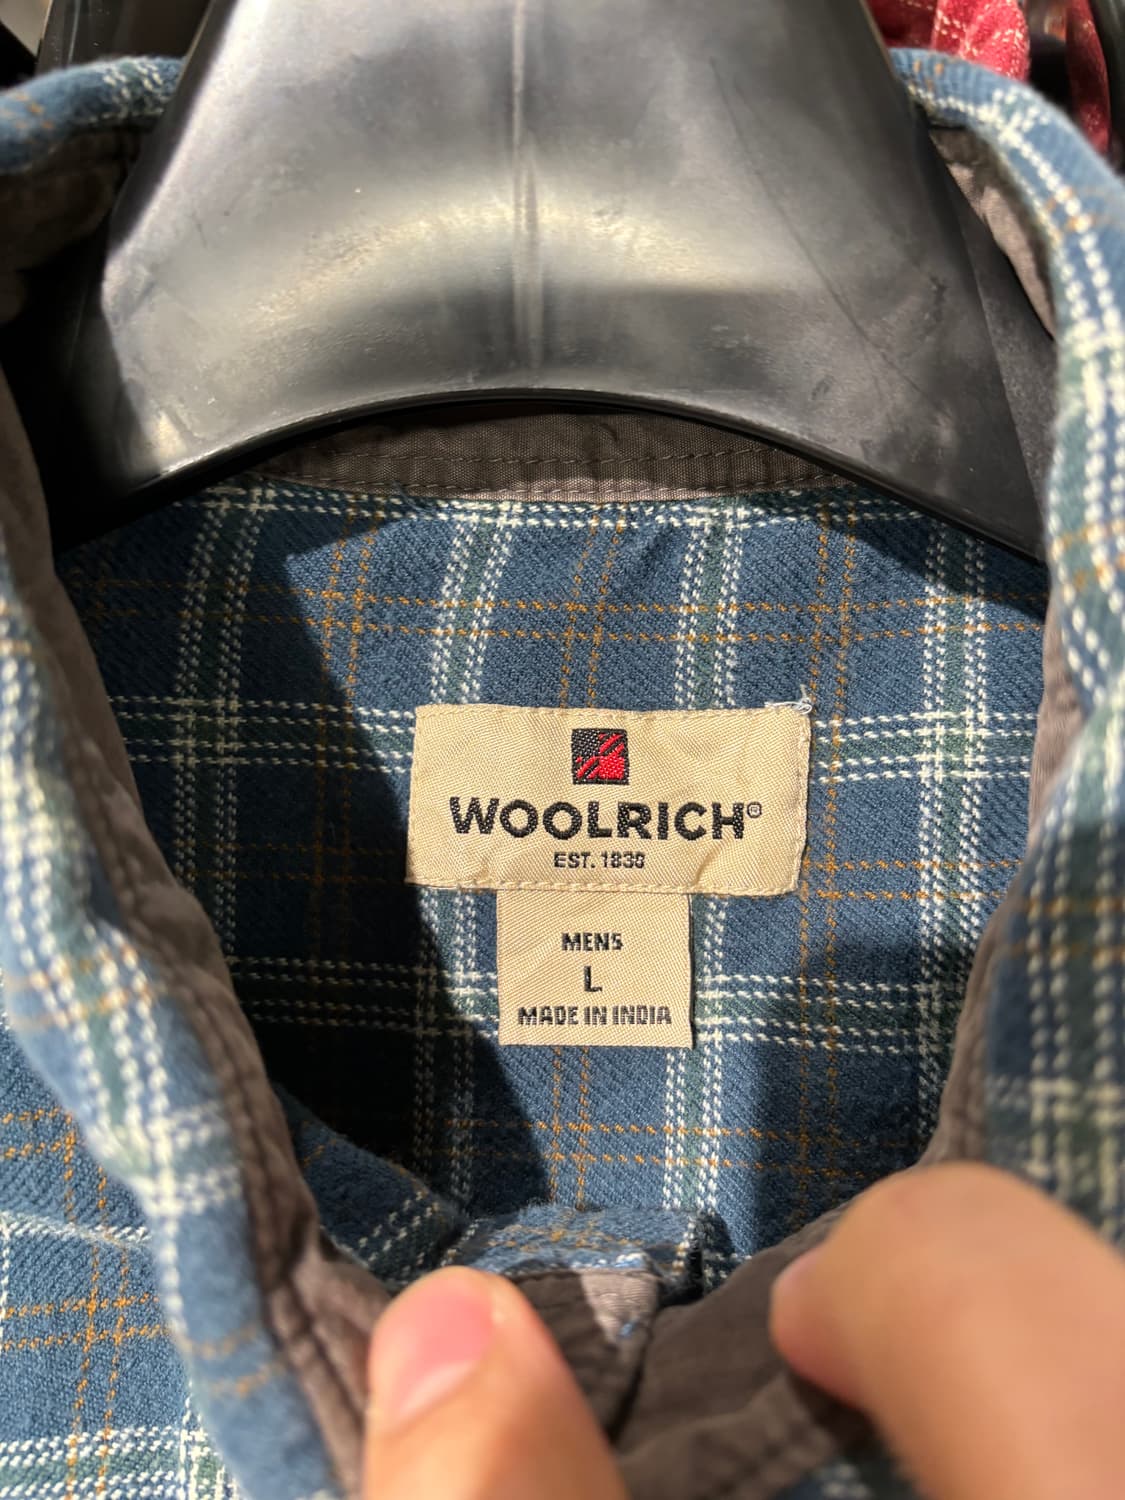 WOOLRICH®
EST. 1830
MENS
L
MADE IN INDIA